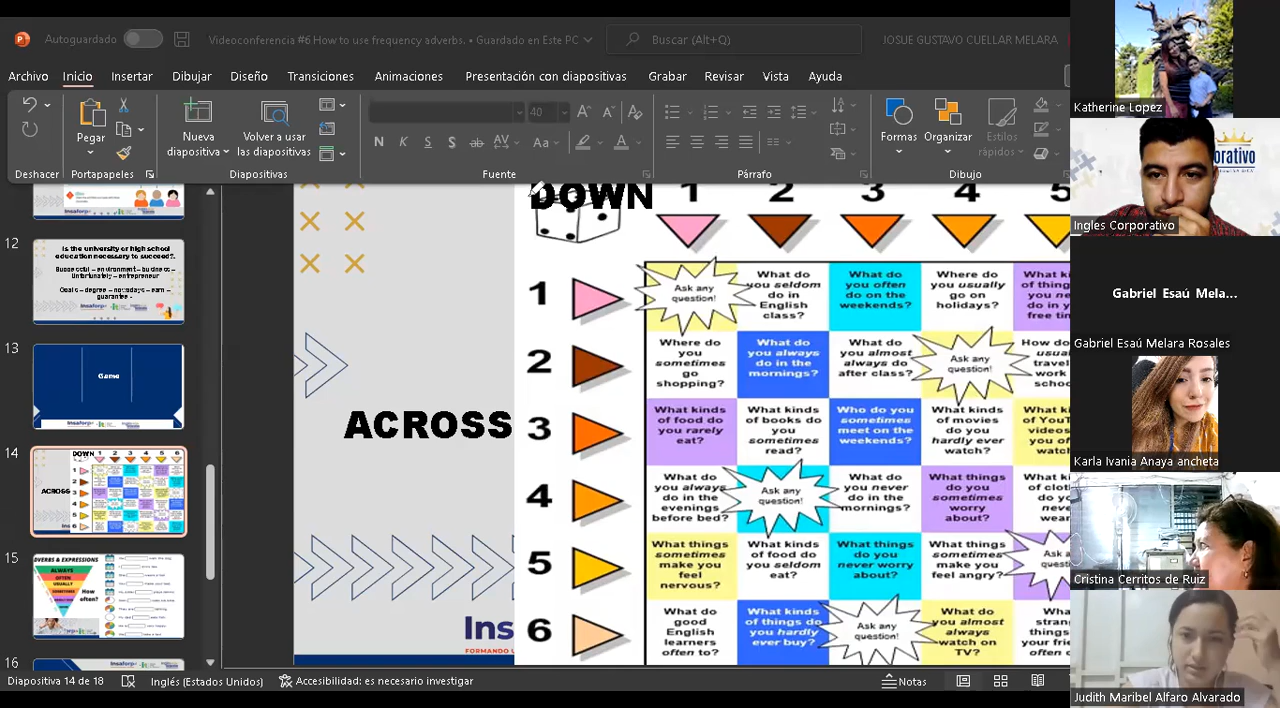 Autoguardado
Videoconferencia #6 How to use frequency adverbs. • Guardado en Este PC
Buscar (Alt+Q)
JOSUE GUSTAVO CUELLAR MELARA
Archivo Inicio Insertar Dibujar Diseño Transiciones Animaciones Presentación con diapositivas Grabar Revisar Vista Ayuda
Pegar
Nueva diapositiva
Volver a usar las diapositivas
40
N K S S ab AV Aa A
Formas Organizar Estilos rápidos
Deshacer Portapapeles Diapositivas Fuente Párrafo Dibujo
12
Is the university or high school
education necessary to succeed?.
13
Game
14
15
ALWAYS
OFTEN
USUALLY
How
often?
16
DOWN 1 2 3 4
ACROSS
1
Ask any
question!
What do
you seldom
do in
English
class?
What do
you often
do on the
weekends?
Where do
you usually
go on
holidays?
2
Where do
you
sometimes
go
shopping?
What do
you always
do in the
mornings?
What do
you almost
always do
after class?
Ask any
question!
3
What kinds
of food do
you rarely
eat?
What kinds
of books do
you
sometimes
read?
Who do you
sometimes
meet on the
weekends?
What kinds
of movies
do you
hardly ever
watch?
4
What do
you always
do in the
evenings
before bed?
Ask any
question!
What do
you never
do in the
mornings?
What things
do you
sometimes
worry
about?
5
What things
sometimes
make you
feel
nervous?
What kinds
of food do
you seldom
eat?
What things
do you
never worry
about?
What things
sometimes
make you
feel angry?
6
What do
good
English
learners
often to?
What kinds
of things do
you hardly
ever buy?
Ask any
question!
What do
you almost
always
watch on
TV?
Ins
FORMANDO U
Diapositiva 14 de 18
Inglés (Estados Unidos)
Accesibilidad: es necesario investigar
Notas
Katherine Lopez
orativo
Ingles Corporativo
Gabriel Esaú Mela...
Gabriel Esaú Melara Rosales
Karla Ivania Anaya ancheta
Cristina Cerritos de Ruiz
Judith Maribel Alfaro Alvarado